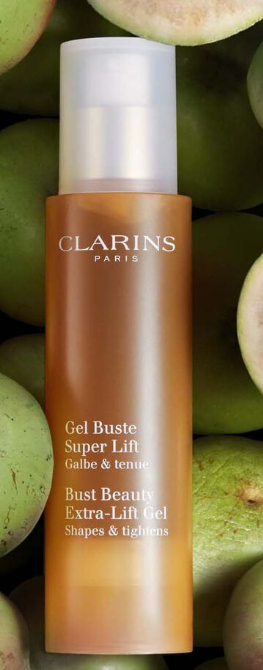 CLARINS
PARIS
Gel Buste
Super Lift
Galbe & tenue
Bust Beauty
Extra-Lift Gel
Shapes & tightens